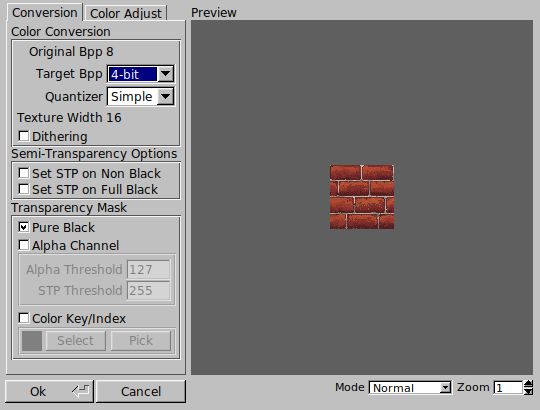 Conversion
Color Adjust
Preview
Color Conversion
Original Bpp 8
Target Bpp 4-bit
Quantizer Simple
Texture Width 16
Dithering
Semi-Transparency Options
Set STP on Non Black
Set STP on Full Black
Transparency Mask
Pure Black
Alpha Channel
Alpha Threshold 127
STP Threshold 255
Color Key/Index
Select Pick
Ok Cancel
Mode Normal Zoom 1